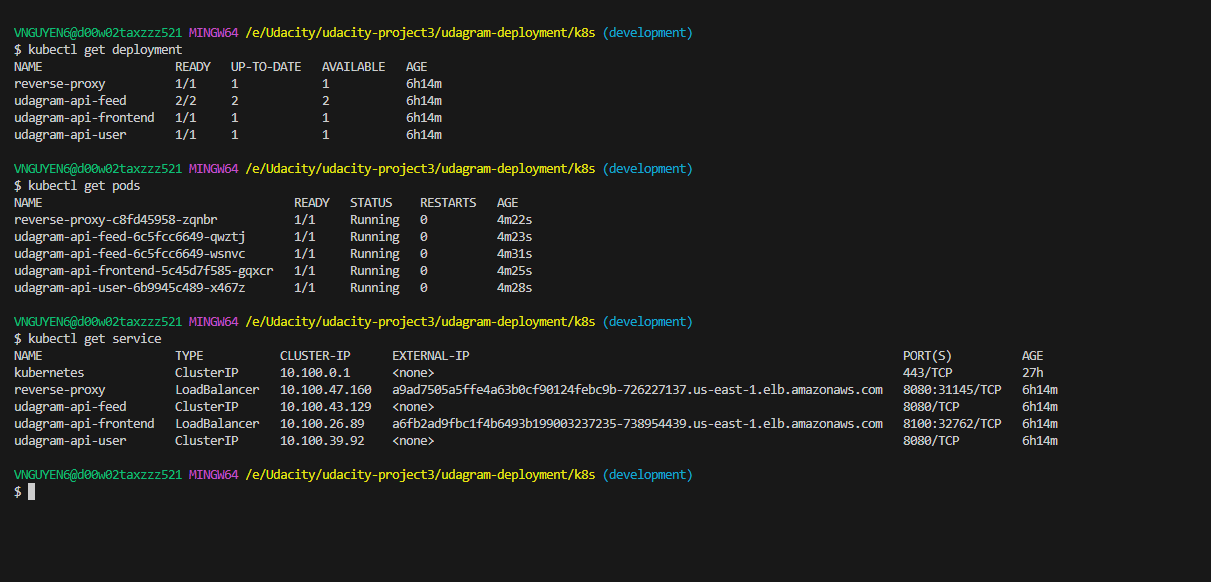 VNGUYEN6@d00w02taxzzz521 MINGW64 /e/Udacity/udacity-project3/udagram-deployment/k8s (development)
$ kubectl get deployment
NAME READY UP-TO-DATE AVAILABLE AGE
reverse-proxy 1/1 1 1 6h14m
udagram-api-feed 2/2 2 2 6h14m
udagram-api-frontend 1/1 1 1 6h14m
udagram-api-user 1/1 1 1 6h14m
VNGUYEN6@d00w02taxzzz521 MINGW64 /e/Udacity/udacity-project3/udagram-deployment/k8s (development)
$ kubectl get pods
NAME READY STATUS RESTARTS AGE
reverse-proxy-c8fd45958-zqnbr 1/1 Running 0 4m22s
udagram-api-feed-6c5fcc6649-qwztj 1/1 Running 0 4m23s
udagram-api-feed-6c5fcc6649-wsnvc 1/1 Running 0 4m31s
udagram-api-frontend-5c45d7f585-gqxcr 1/1 Running 0 4m25s
udagram-api-user-6b9945c489-x467z 1/1 Running 0 4m28s
VNGUYEN6@d00w02taxzzz521 MINGW64 /e/Udacity/udacity-project3/udagram-deployment/k8s (development)
$ kubectl get service
NAME TYPE CLUSTER-IP EXTERNAL-IP PORT(S) AGE
kubernetes ClusterIP 10.100.0.1 <none> 443/TCP 27h
reverse-proxy LoadBalancer 10.100.47.160 a9ad7505a5ffe4a63b0cf90124febc9b-726227137.us-east-1.elb.amazonaws.com 8080:31145/TCP 6h14m
udagram-api-feed ClusterIP 10.100.43.129 <none> 8080/TCP 6h14m
udagram-api-frontend LoadBalancer 10.100.26.89 a6fb2ad9fbc1f4b6493b199003237235-738954439.us-east-1.elb.amazonaws.com 8100:32762/TCP 6h14m
udagram-api-user ClusterIP 10.100.39.92 <none> 8080/TCP 6h14m
VNGUYEN6@d00w02taxzzz521 MINGW64 /e/Udacity/udacity-project3/udagram-deployment/k8s (development)
$